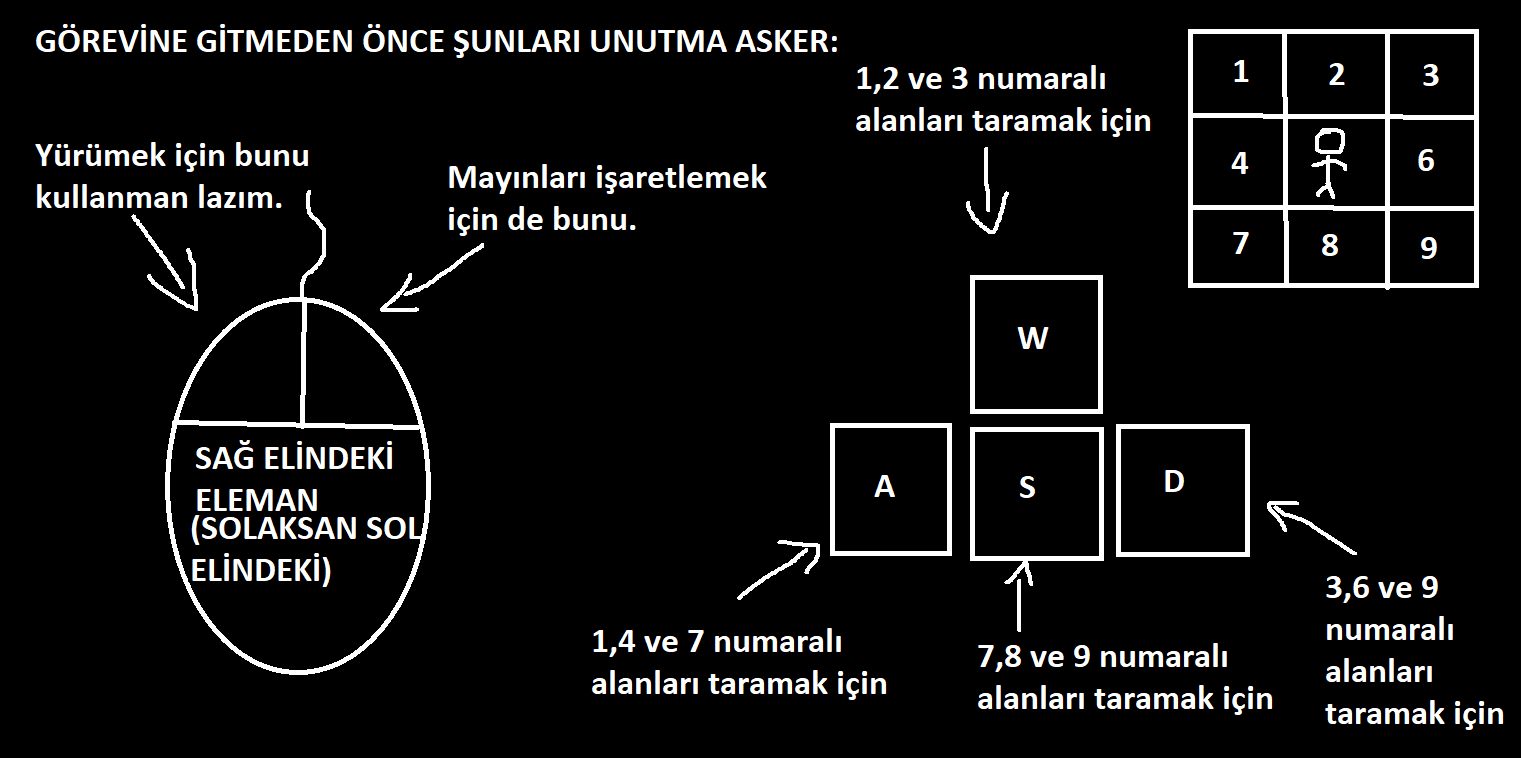 GÖREVİNE GİTMEDEN ÖNCE ŞUNLARI UNUTMA ASKER:
Yürümek için bunu
kullanman lazım.
Mayınları işaretlemek
için de bunu.
SAĞ ELİNDEKİ
ELEMAN
(SOLAKSAN SOL
ELİNDEKİ)
1,2 ve 3 numaralı
alanları taramak için
1 2 3
4 6
7 8 9
W
A S D
1,4 ve 7 numaralı
alanları taramak için
7,8 ve 9 numaralı
alanları taramak için
3,6 ve 9
numaralı
alanları
taramak için